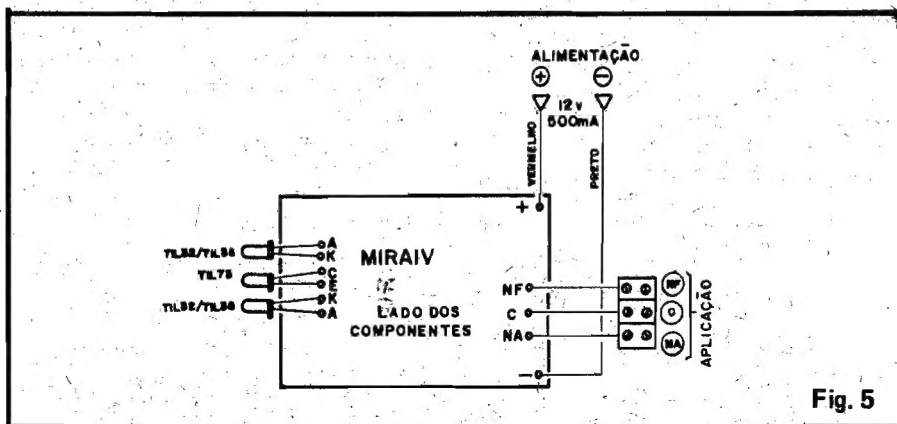 ALIMENTAÇÃO
+ −
12 v
500mA
VERMELHO
PRETO
+
A
TIL32/TIL38
K
MIRAIV
C
TIL78
E
K
TIL32/TIL38
A
LADO DOS
COMPONENTES
NF
NF
C
C
NA
NA
APLICAÇÃO
−
Fig. 5